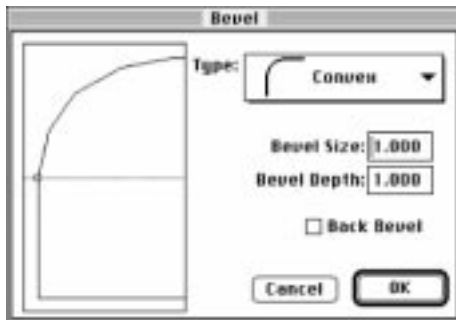 Bevel
Type: Convex
Bevel Size: 1.000
Bevel Depth: 1.000
Back Bevel
Cancel OK